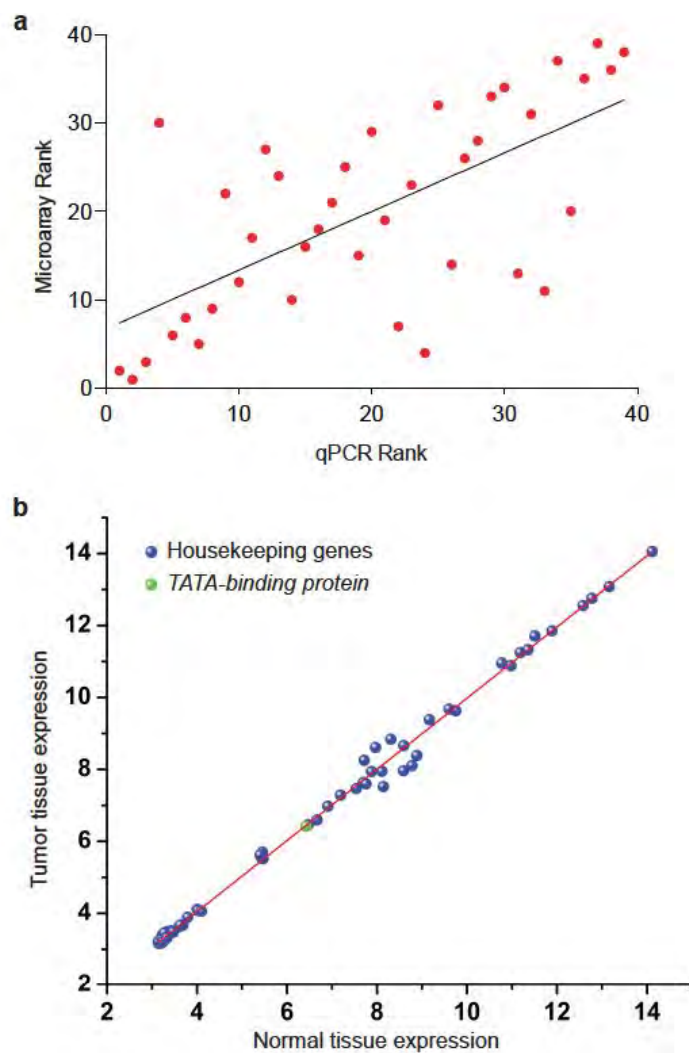 a
40
30
20
10
0
Microarray Rank
0 10 20 30 40
qPCR Rank
b
Housekeeping genes
TATA-binding protein
14
12
10
8
6
4
2
Tumor tissue expression
2 4 6 8 10 12 14
Normal tissue expression